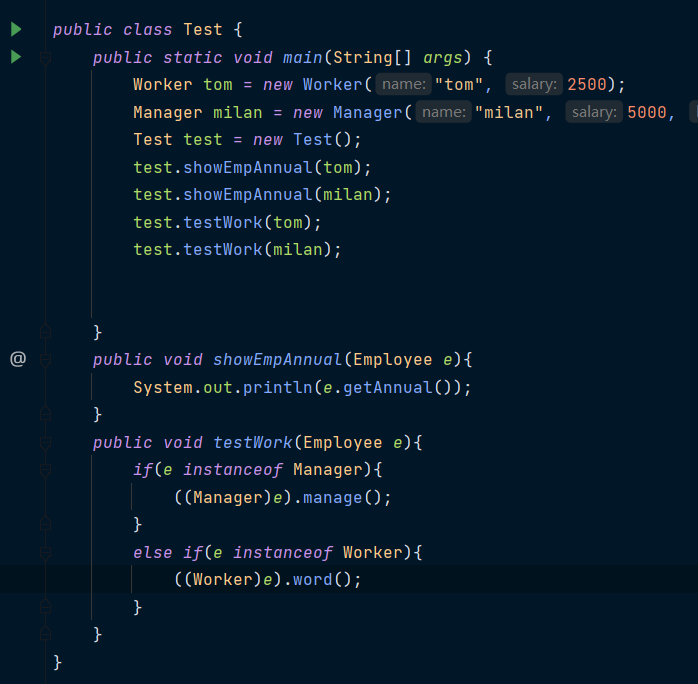 public class Test {
public static void main(String[] args) {
Worker tom = new Worker( name: "tom", salary: 2500);
Manager milan = new Manager( name: "milan", salary: 5000,
Test test = new Test();
test.showEmpAnnual(tom);
test.showEmpAnnual(milan);
test.testWork(tom);
test.testWork(milan);
}
@ public void showEmpAnnual(Employee e){
System.out.println(e.getAnnual());
}
public void testWork(Employee e){
if(e instanceof Manager){
((Manager)e).manage();
}
else if(e instanceof Worker){
((Worker)e).word();
}
}
}